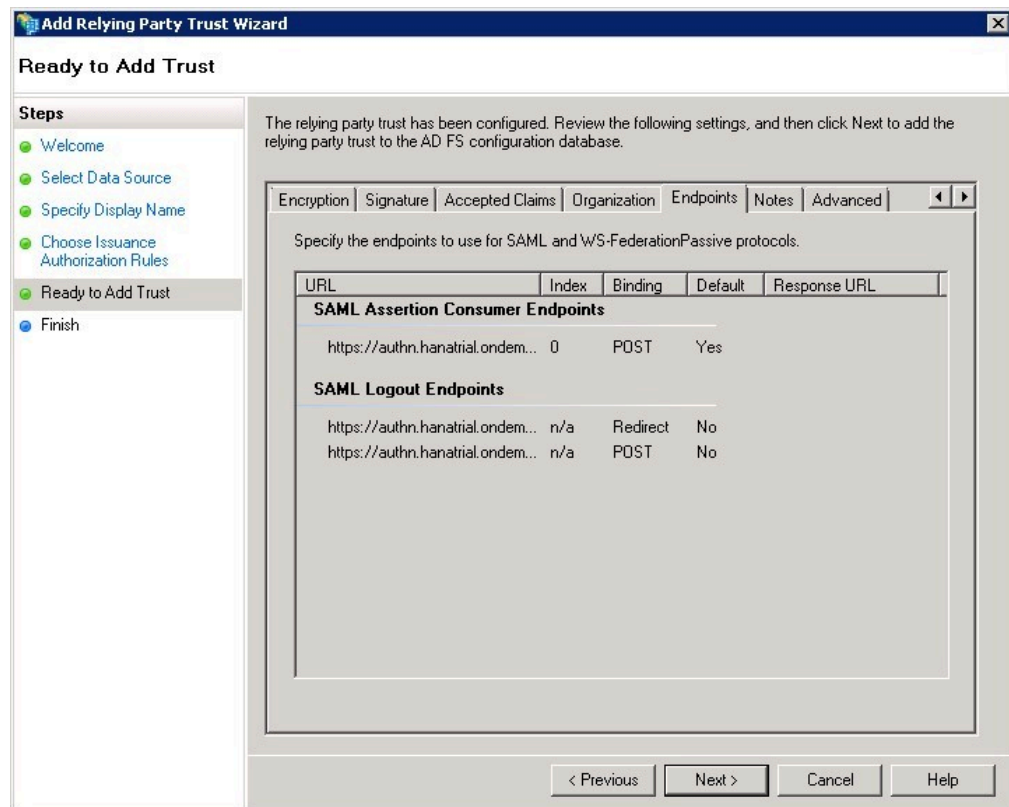 Add Relying Party Trust Wizard
Ready to Add Trust
Steps
Welcome
Select Data Source
Specify Display Name
Choose Issuance
Authorization Rules
Ready to Add Trust
Finish
The relying party trust has been configured. Review the following settings, and then click Next to add the
relying party trust to the AD FS configuration database.
Encryption Signature Accepted Claims Organization Endpoints Notes Advanced
Specify the endpoints to use for SAML and WS-FederationPassive protocols.
URL Index Binding Default Response URL
SAML Assertion Consumer Endpoints
https://authn.hanatrial.ondem... 0 POST Yes
SAML Logout Endpoints
https://authn.hanatrial.ondem... n/a Redirect No
https://authn.hanatrial.ondem... n/a POST No
< Previous Next > Cancel Help